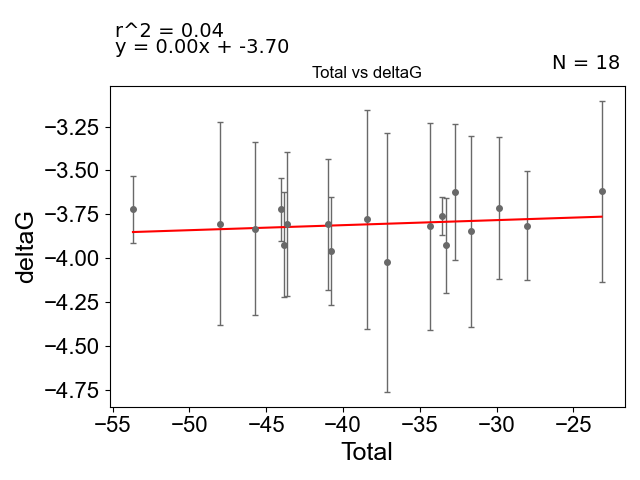 r^2 = 0.04
y = 0.00x + -3.70
N = 18
Total vs deltaG
−3.25
−3.50
−3.75
−4.00
−4.25
−4.50
−4.75
deltaG
−55 −50 −45 −40 −35 −30 −25
Total